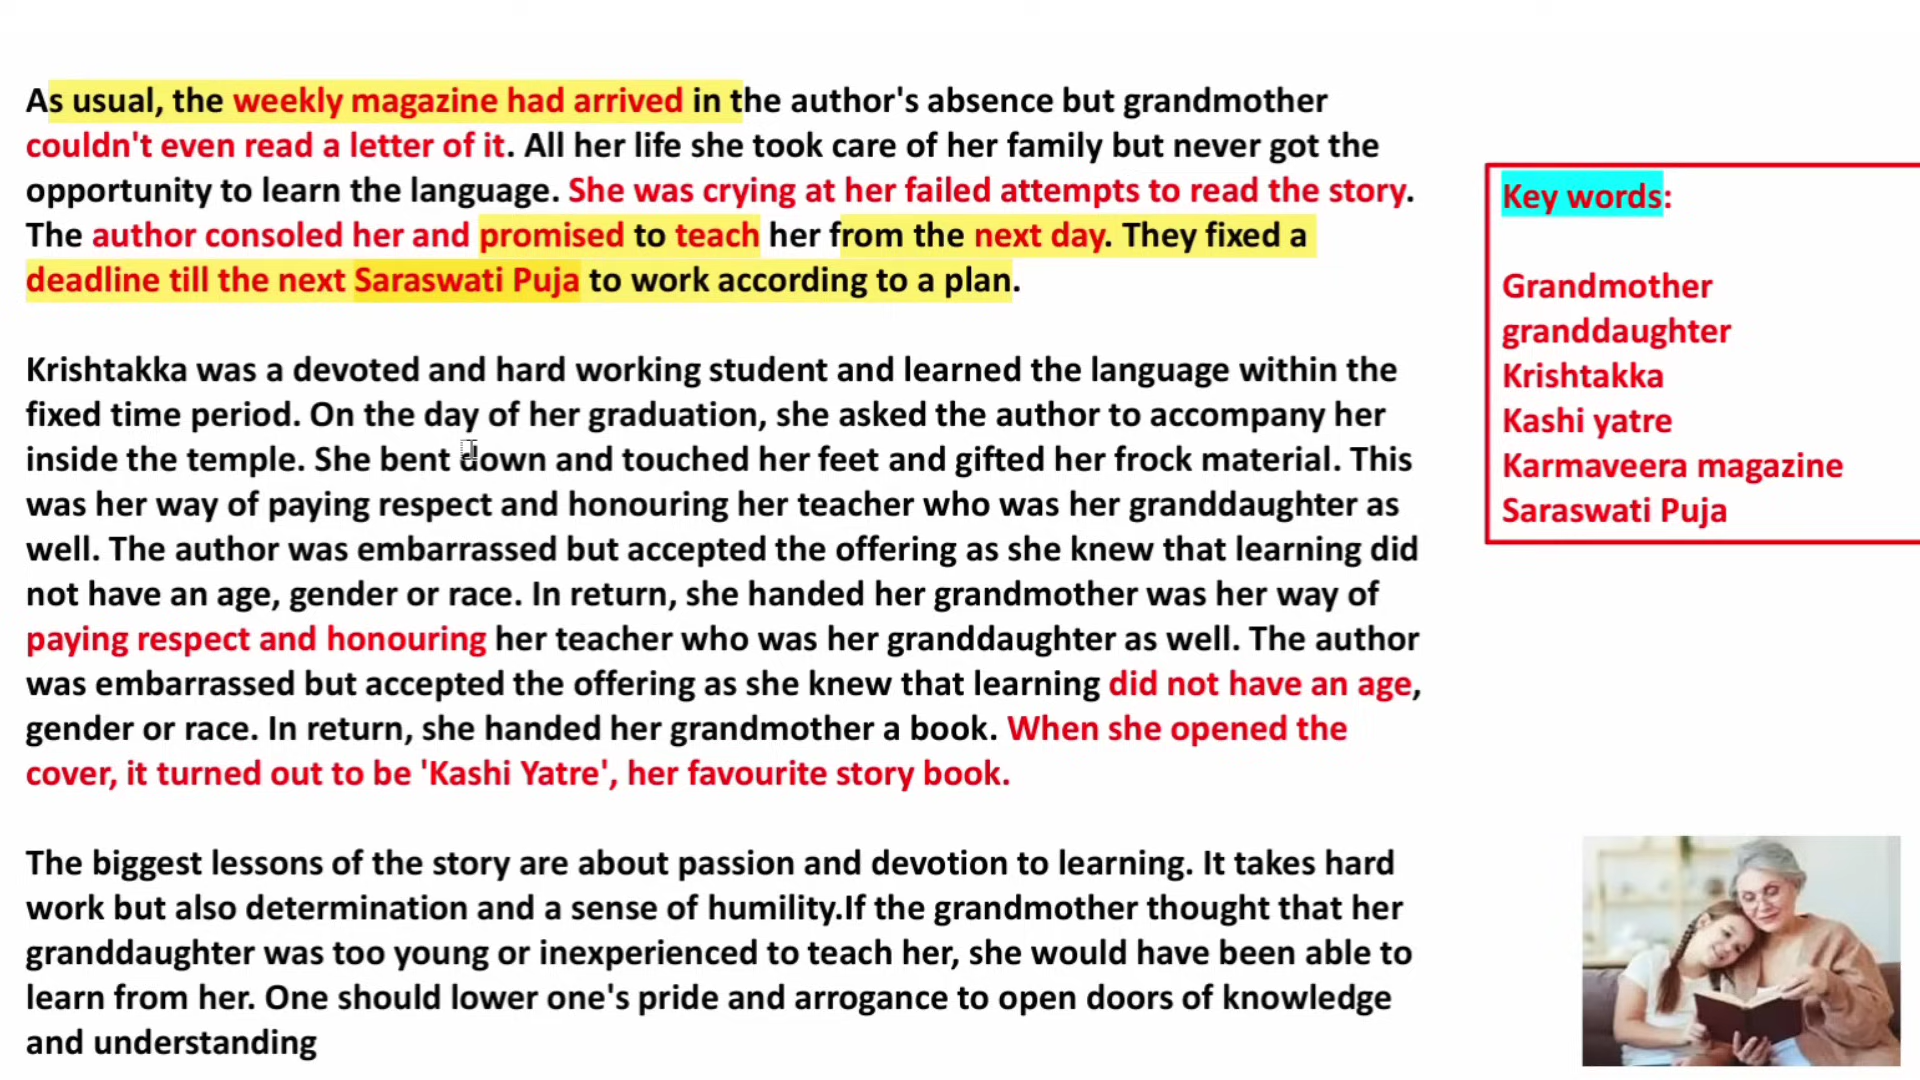 As usual, the weekly magazine had arrived in the author's absence but grandmother
couldn't even read a letter of it. All her life she took care of her family but never got the
opportunity to learn the language. She was crying at her failed attempts to read the story.
The author consoled her and promised to teach her from the next day. They fixed a
deadline till the next Saraswati Puja to work according to a plan.
Krishtakka was a devoted and hard working student and learned the language within the
fixed time period. On the day of her graduation, she asked the author to accompany her
inside the temple. She bent down and touched her feet and gifted her frock material. This
was her way of paying respect and honouring her teacher who was her granddaughter as
well. The author was embarrassed but accepted the offering as she knew that learning did
not have an age, gender or race. In return, she handed her grandmother was her way of
paying respect and honouring her teacher who was her granddaughter as well. The author
was embarrassed but accepted the offering as she knew that learning did not have an age,
gender or race. In return, she handed her grandmother a book. When she opened the
cover, it turned out to be 'Kashi Yatre', her favourite story book.
The biggest lessons of the story are about passion and devotion to learning. It takes hard
work but also determination and a sense of humility.If the grandmother thought that her
granddaughter was too young or inexperienced to teach her, she would have been able to
learn from her. One should lower one's pride and arrogance to open doors of knowledge
and understanding
Key words:
Grandmother
granddaughter
Krishtakka
Kashi yatre
Karmaveera magazine
Saraswati Puja